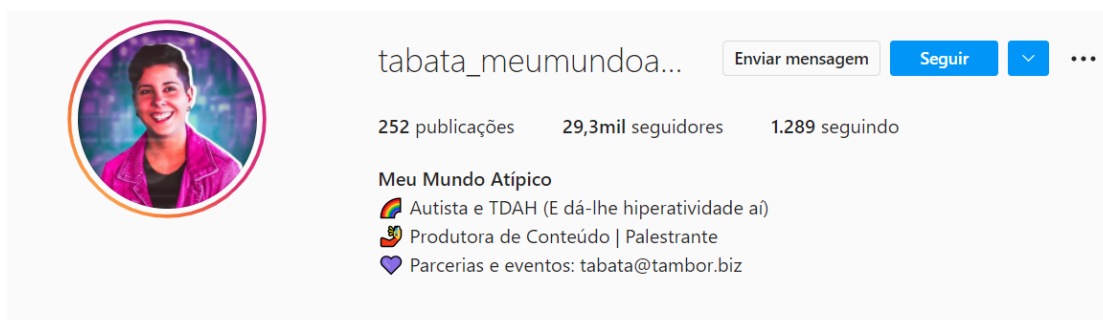 tabata_meumundoa... Enviar mensagem Seguir
252 publicações 29,3mil seguidores 1.289 seguindo
Meu Mundo Atípico
🌈 Autista e TDAH (E dá-lhe hiperatividade aí)
🤳 Produtora de Conteúdo | Palestrante
💜 Parcerias e eventos: tabata@tambor.biz